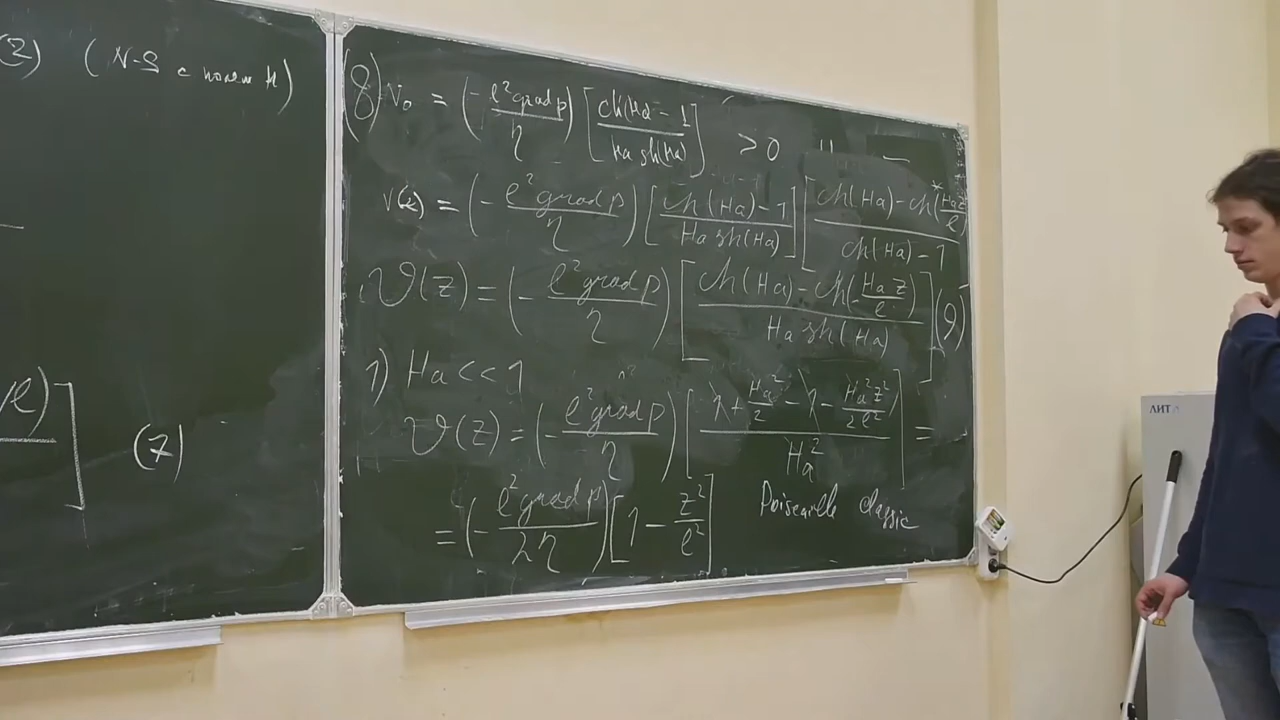 (2) (N-S с полем H)
(7)
(8) V₀ = (- ℓ² grad p / η) [ (ch(Ha) - 1) / (Ha sh(Ha)) ] > 0
v(z) = (- ℓ² grad p / η) [ (ch(Ha) - 1) / (Ha sh(Ha)) ] [ (ch(Ha) - ch(Ha z / ℓ)) / (ch(Ha) - 1) ]
ϑ(z) = (- ℓ² grad p / η) [ (ch(Ha) - ch(Ha z / ℓ)) / (Ha sh(Ha)) ] (9)
1) Ha << 1
ϑ(z) = (- ℓ² grad p / η) [ (1 + Ha²/2 - 1 - Ha² z² / 2ℓ²) / Ha² ] =
= (- ℓ² grad p / 2η) [ 1 - z²/ℓ² ] Poiseuille classic